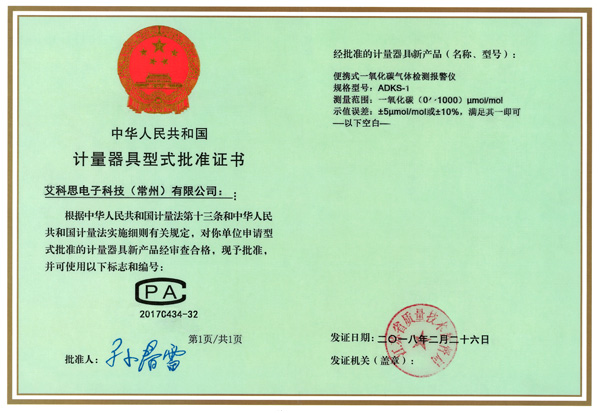 中华人民共和国
计量器具型式批准证书
艾科思电子科技（常州）有限公司：
根据中华人民共和国计量法第十三条和中华人民
共和国计量法实施细则有关规定，对你单位申请型
式批准的计量器具新产品经审查合格，现予批准，
并可使用以下标志和编号：
CPA
2017C434-32
第1页/共1页
批准人：
经批准的计量器具新产品（名称、型号）：
便携式一氧化碳气体检测报警仪
规格型号：ADKS-1
测量范围：一氧化碳（0~1000）μmol/mol
示值误差：±5μmol/mol或±10%，满足其一即可
—以下空白—
发证日期：二〇一八年二月二十六日
发证机关（盖章）：
江苏省质量技术监督局